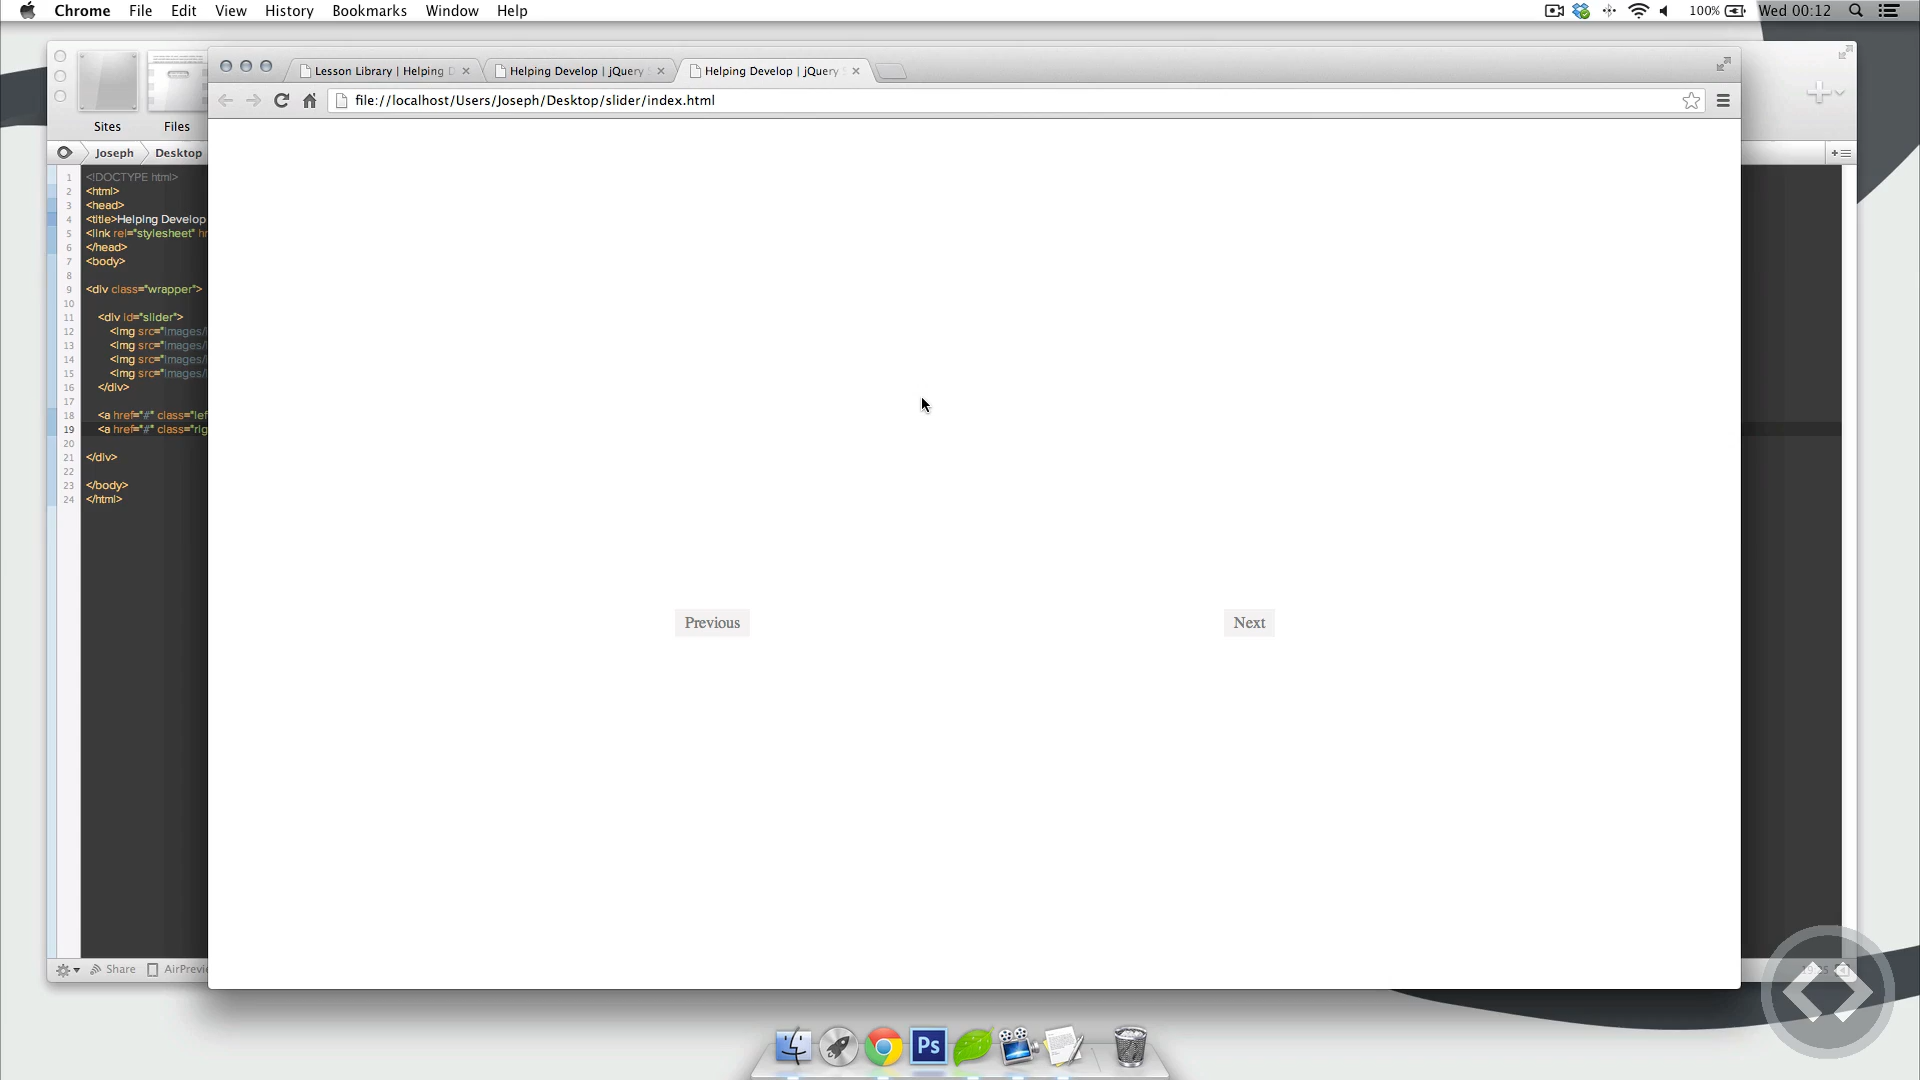 Chrome File Edit View History Bookmarks Window Help 100% Wed 00:12
Lesson Library | Helping D
Helping Develop | jQuery S
Helping Develop | jQuery S
file://localhost/Users/Joseph/Desktop/slider/index.html
Sites Files
Joseph Desktop
1 <!DOCTYPE html>
2 <html>
3 <head>
4 <title>Helping Develop
5 <link rel="stylesheet" hr
6 </head>
7 <body>
8
9 <div class="wrapper">
10
11 <div id="slider">
12 <img src="images/
13 <img src="images/
14 <img src="images/
15 <img src="images/
16 </div>
17
18 <a href="#" class="lef
19 <a href="#" class="rig
20
21 </div>
22
23 </body>
24 </html>
Previous Next
Share AirPrevie
Ps